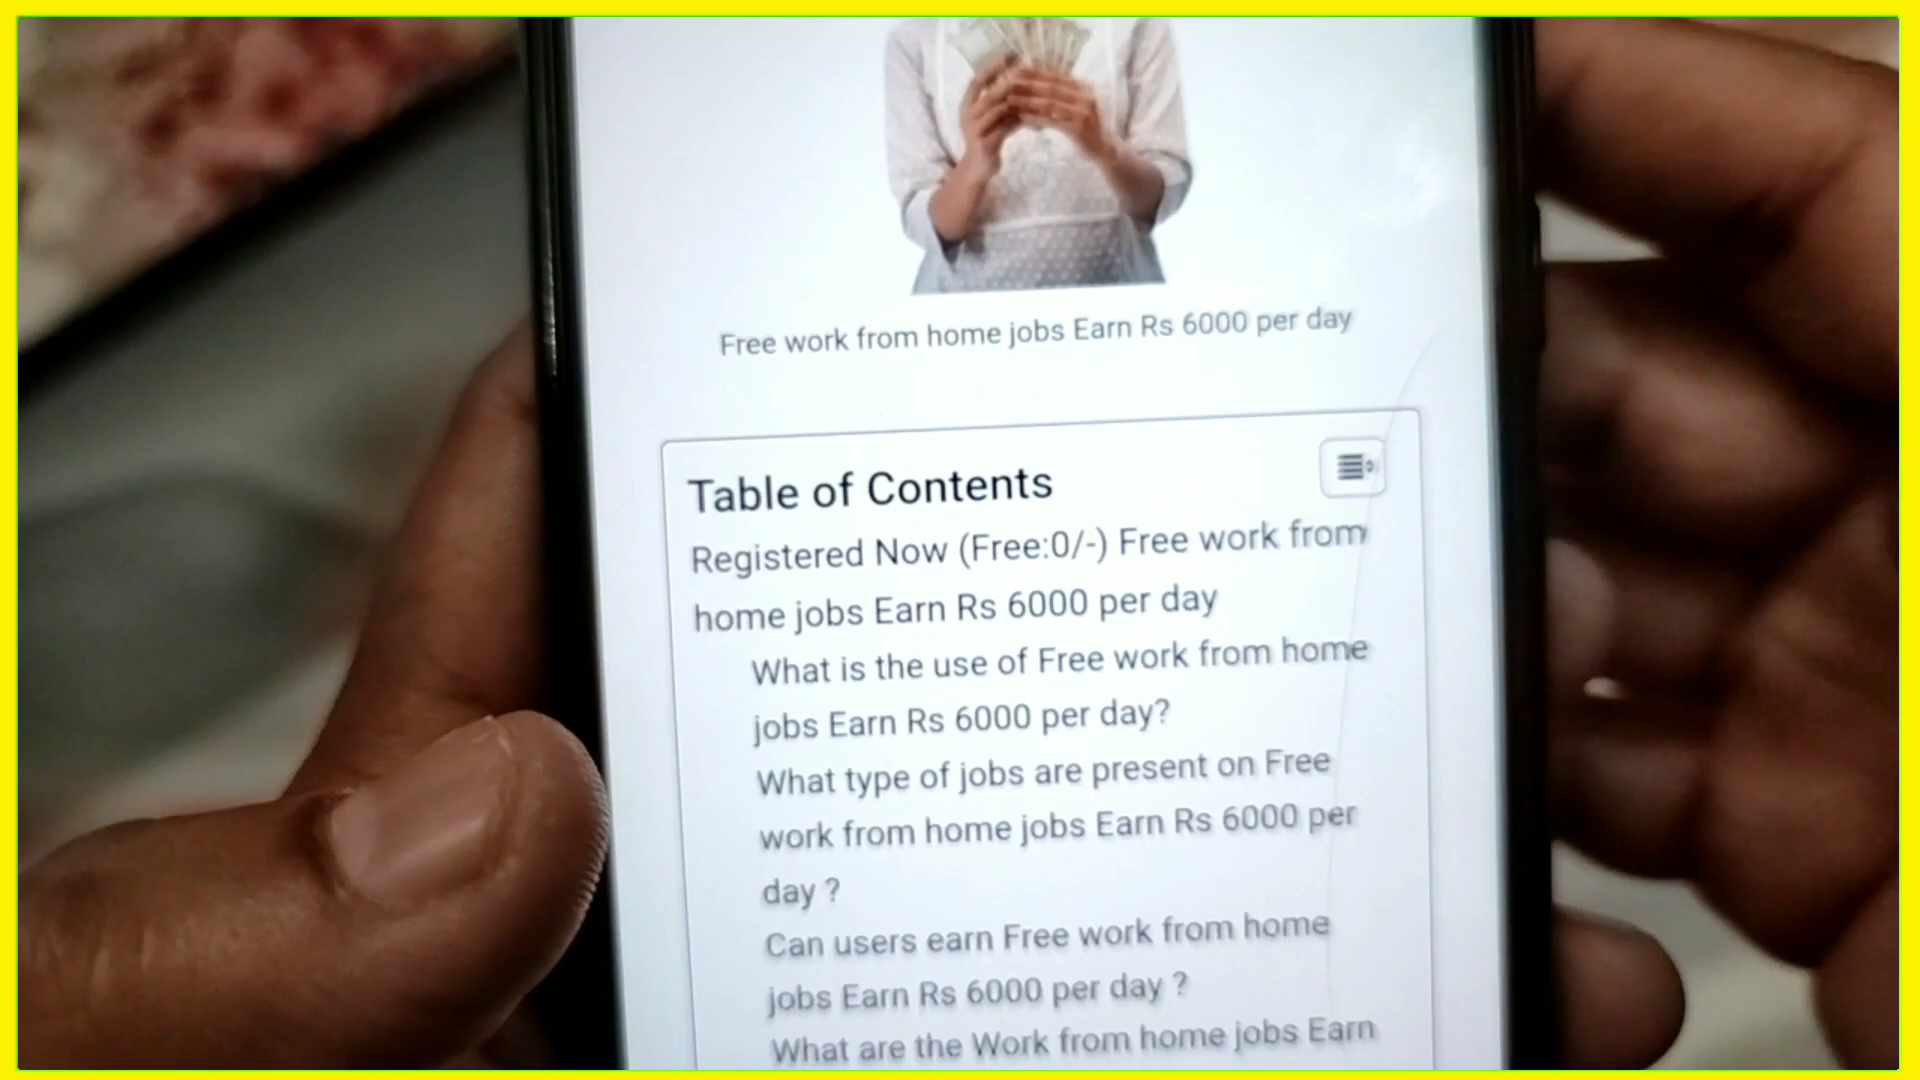 Free work from home jobs Earn Rs 6000 per day
Table of Contents
Registered Now (Free:0/-) Free work from
home jobs Earn Rs 6000 per day
What is the use of Free work from home
jobs Earn Rs 6000 per day?
What type of jobs are present on Free
work from home jobs Earn Rs 6000 per
day ?
Can users earn Free work from home
jobs Earn Rs 6000 per day ?
What are the Work from home jobs Earn